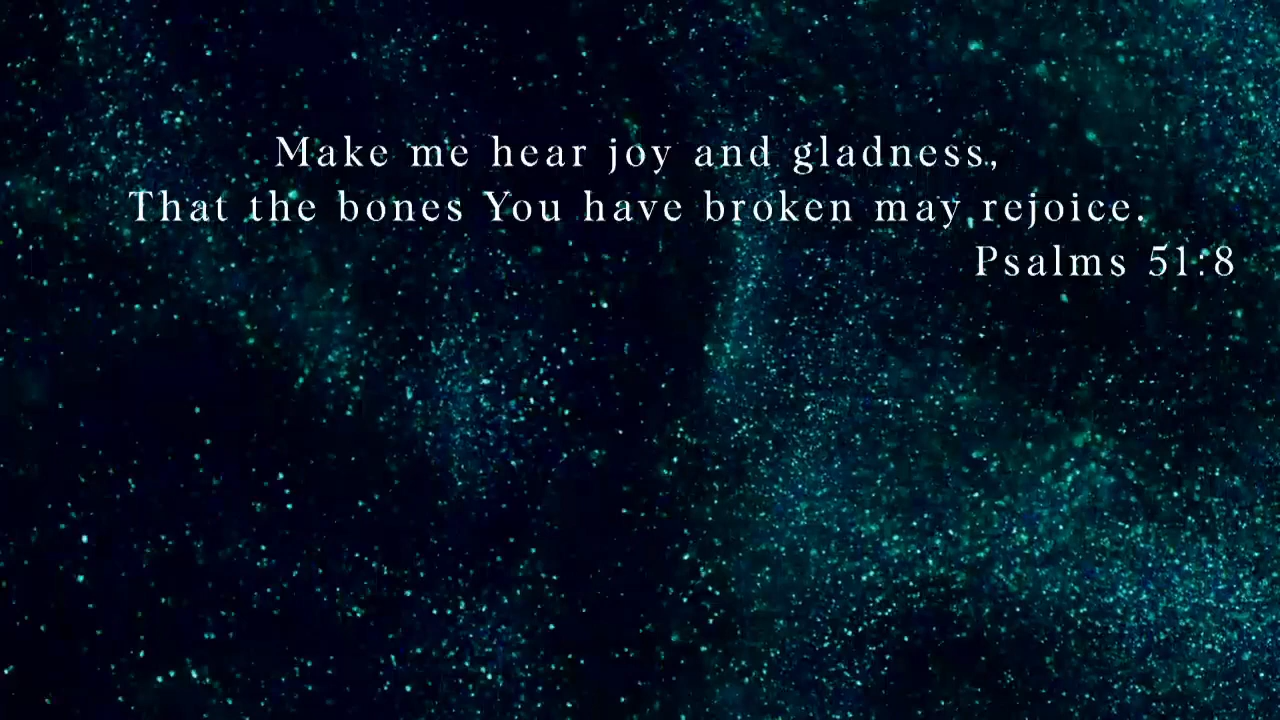 Make me hear joy and gladness,
That the bones You have broken may rejoice.
Psalms 51:8